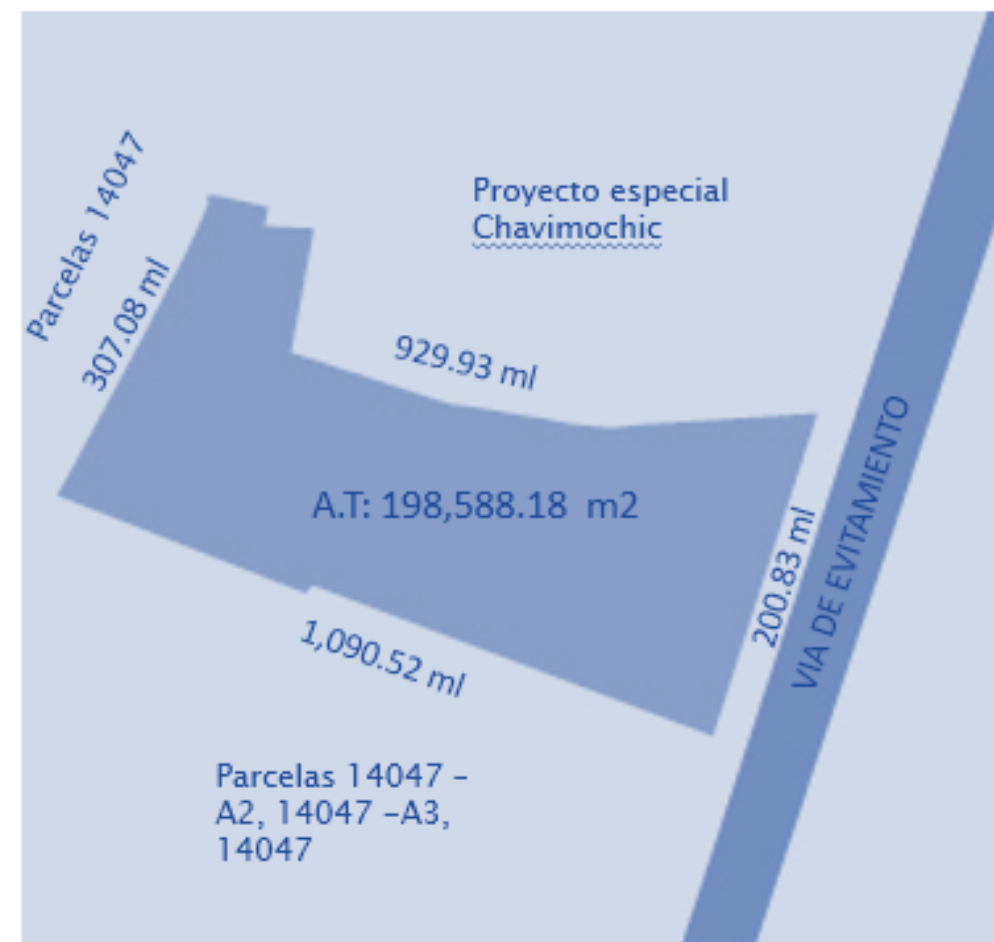 Parcelas 14047
307.08 ml
Proyecto especial
Chavimochic
929.93 ml
A.T: 198,588.18 m2
200.83 ml
VIA DE EVITAMIENTO
1,090.52 ml
Parcelas 14047 –
A2, 14047 –A3,
14047